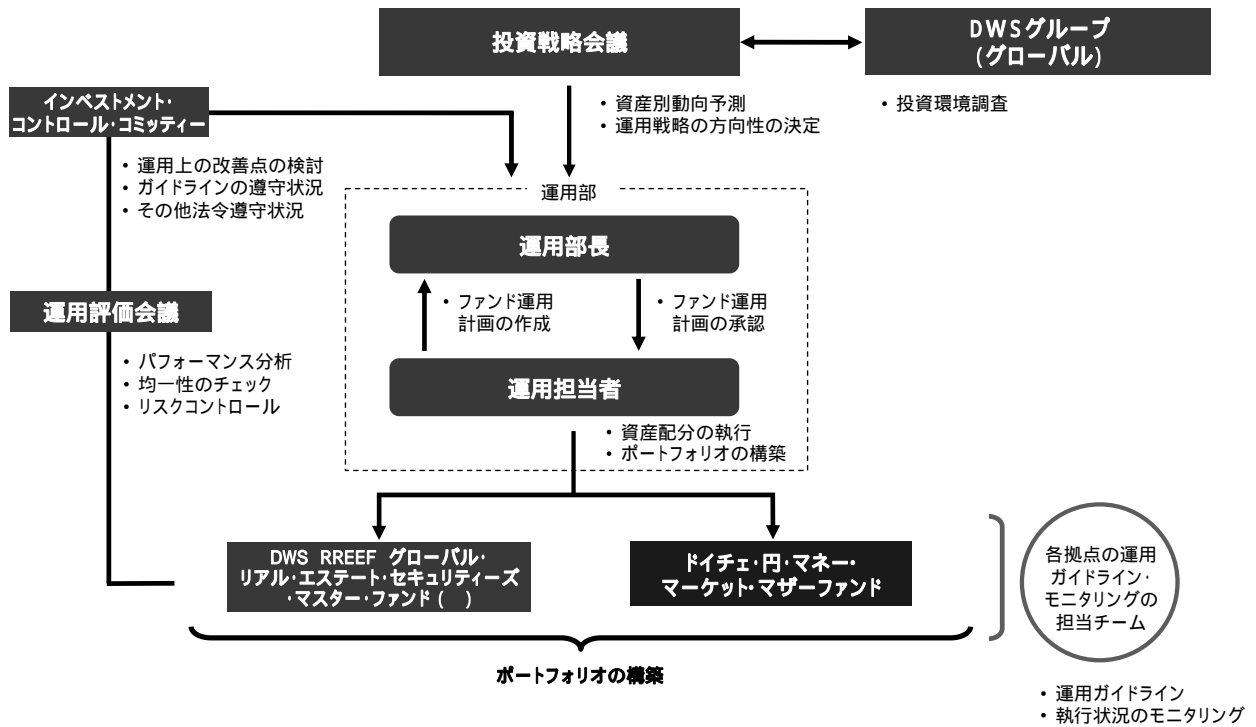 投資戦略会議
DWSグループ
(グローバル)
インベストメント・
コントロール・コミッティー
• 資産別動向予測
• 運用戦略の方向性の決定
• 投資環境調査
• 運用上の改善点の検討
• ガイドラインの遵守状況
• その他法令遵守状況
運用部
運用部長
• ファンド運用
計画の作成
• ファンド運用
計画の承認
運用評価会議
• パフォーマンス分析
• 均一性のチェック
• リスクコントロール
運用担当者
• 資産配分の執行
• ポートフォリオの構築
DWS RREEF グローバル・
リアル・エステート・セキュリティーズ
・マスター・ファンド( )
ドイチェ・円・マネー・
マーケット・マザーファンド
各拠点の運用
ガイドライン・
モニタリングの
担当チーム
ポートフォリオの構築
• 運用ガイドライン
• 執行状況のモニタリング